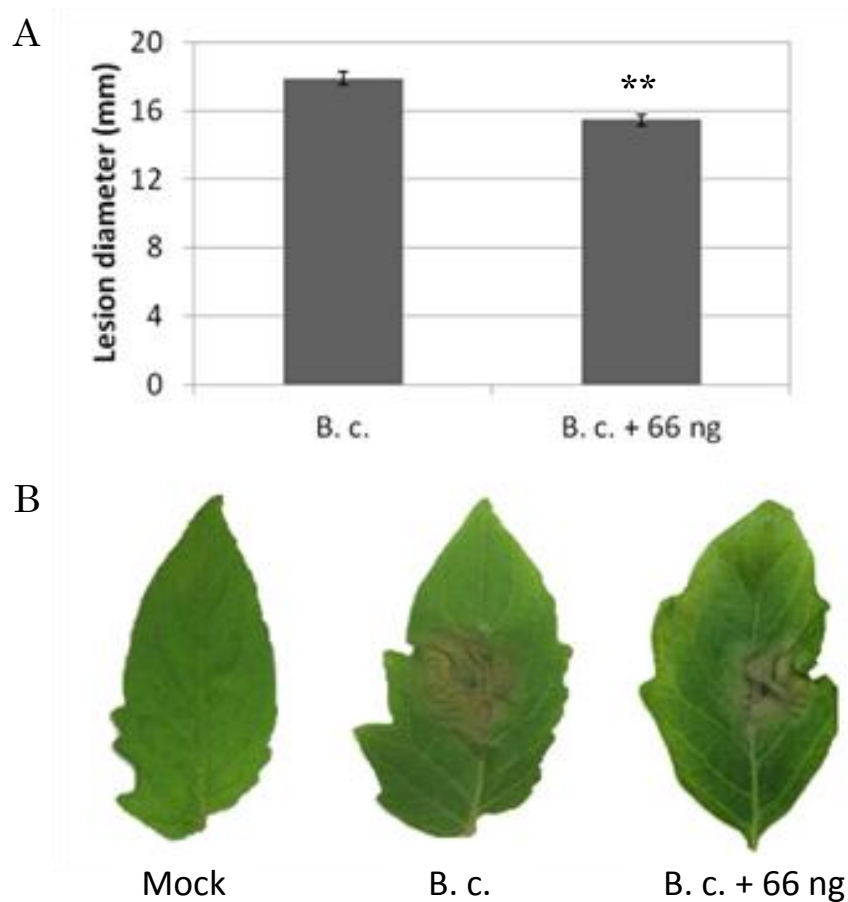 A
Lesion diameter (mm)
20
16
12
8
4
0
**
B. c.
B. c. + 66 ng
B
Mock
B. c.
B. c. + 66 ng